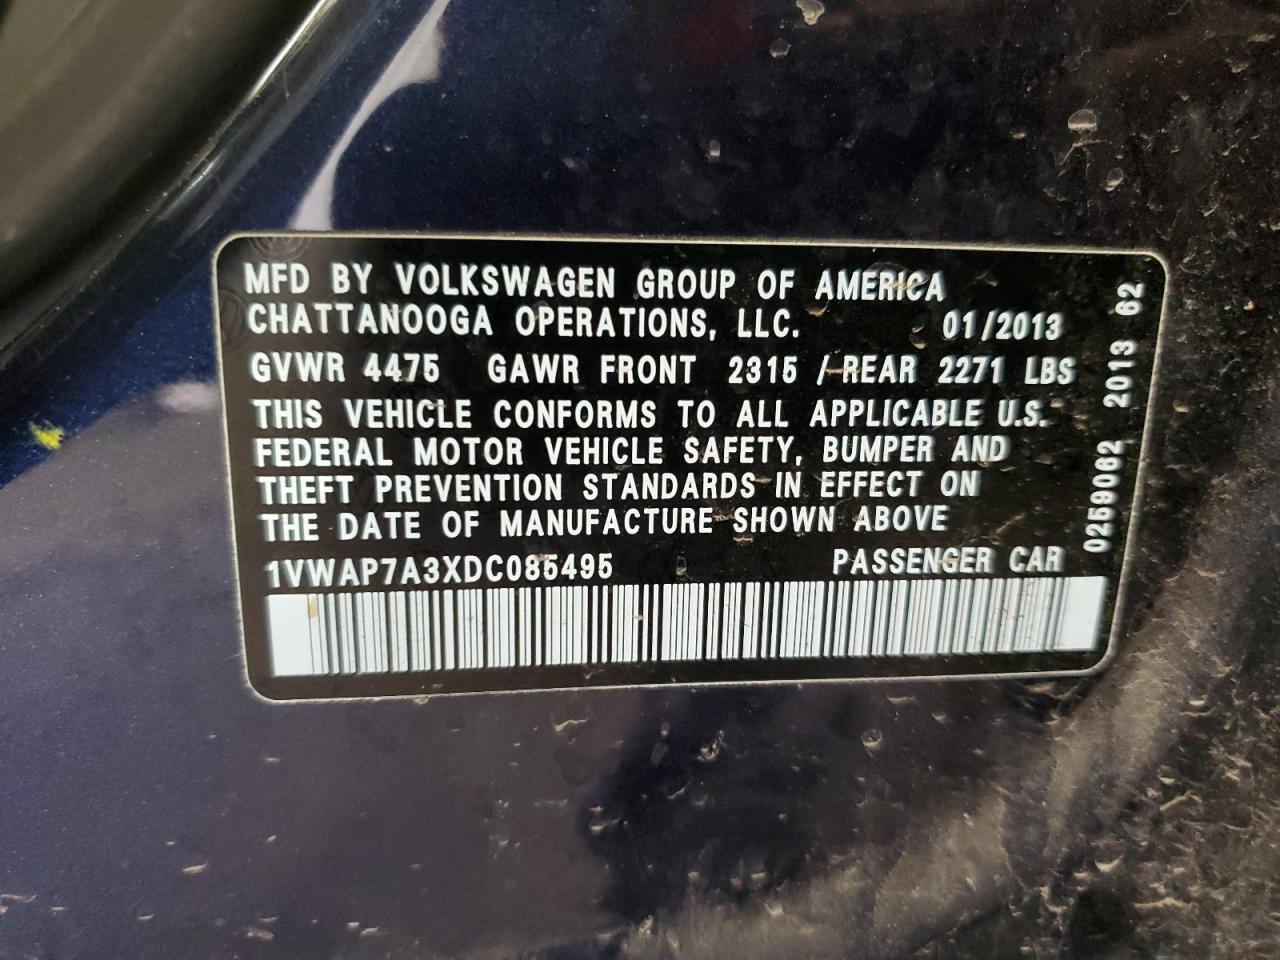 MFD BY VOLKSWAGEN GROUP OF AMERICA
CHATTANOOGA OPERATIONS, LLC. 01/2013
GVWR 4475 GAWR FRONT 2315 / REAR 2271 LBS
THIS VEHICLE CONFORMS TO ALL APPLICABLE U.S.
FEDERAL MOTOR VEHICLE SAFETY, BUMPER AND
THEFT PREVENTION STANDARDS IN EFFECT ON
THE DATE OF MANUFACTURE SHOWN ABOVE
1VWAP7A3XDC085495 PASSENGER CAR
0259062 2013 62